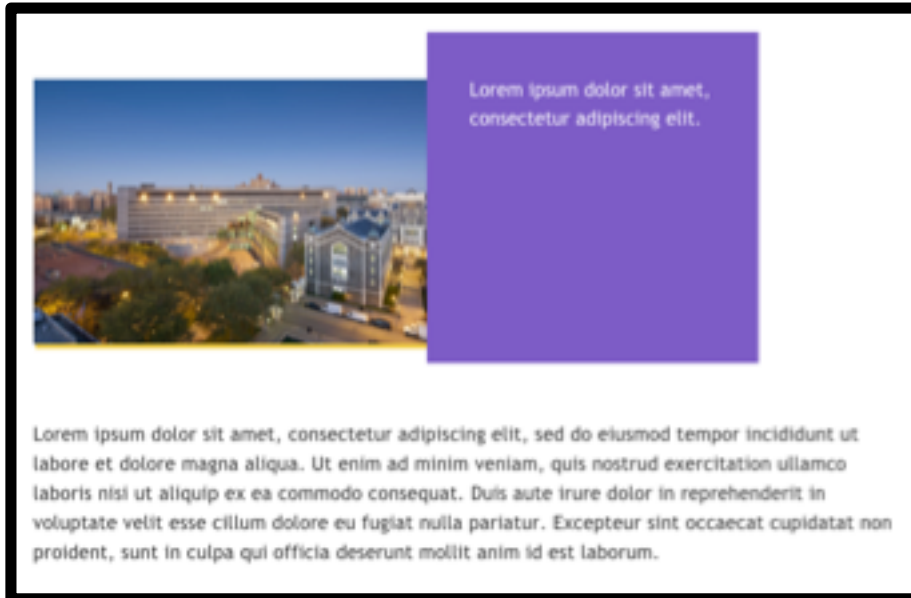 Lorem ipsum dolor sit amet,
consectetur adipiscing elit.
Lorem ipsum dolor sit amet, consectetur adipiscing elit, sed do eiusmod tempor incididunt ut
labore et dolore magna aliqua. Ut enim ad minim veniam, quis nostrud exercitation ullamco
laboris nisi ut aliquip ex ea commodo consequat. Duis aute irure dolor in reprehenderit in
voluptate velit esse cillum dolore eu fugiat nulla pariatur. Excepteur sint occaecat cupidatat non
proident, sunt in culpa qui officia deserunt mollit anim id est laborum.